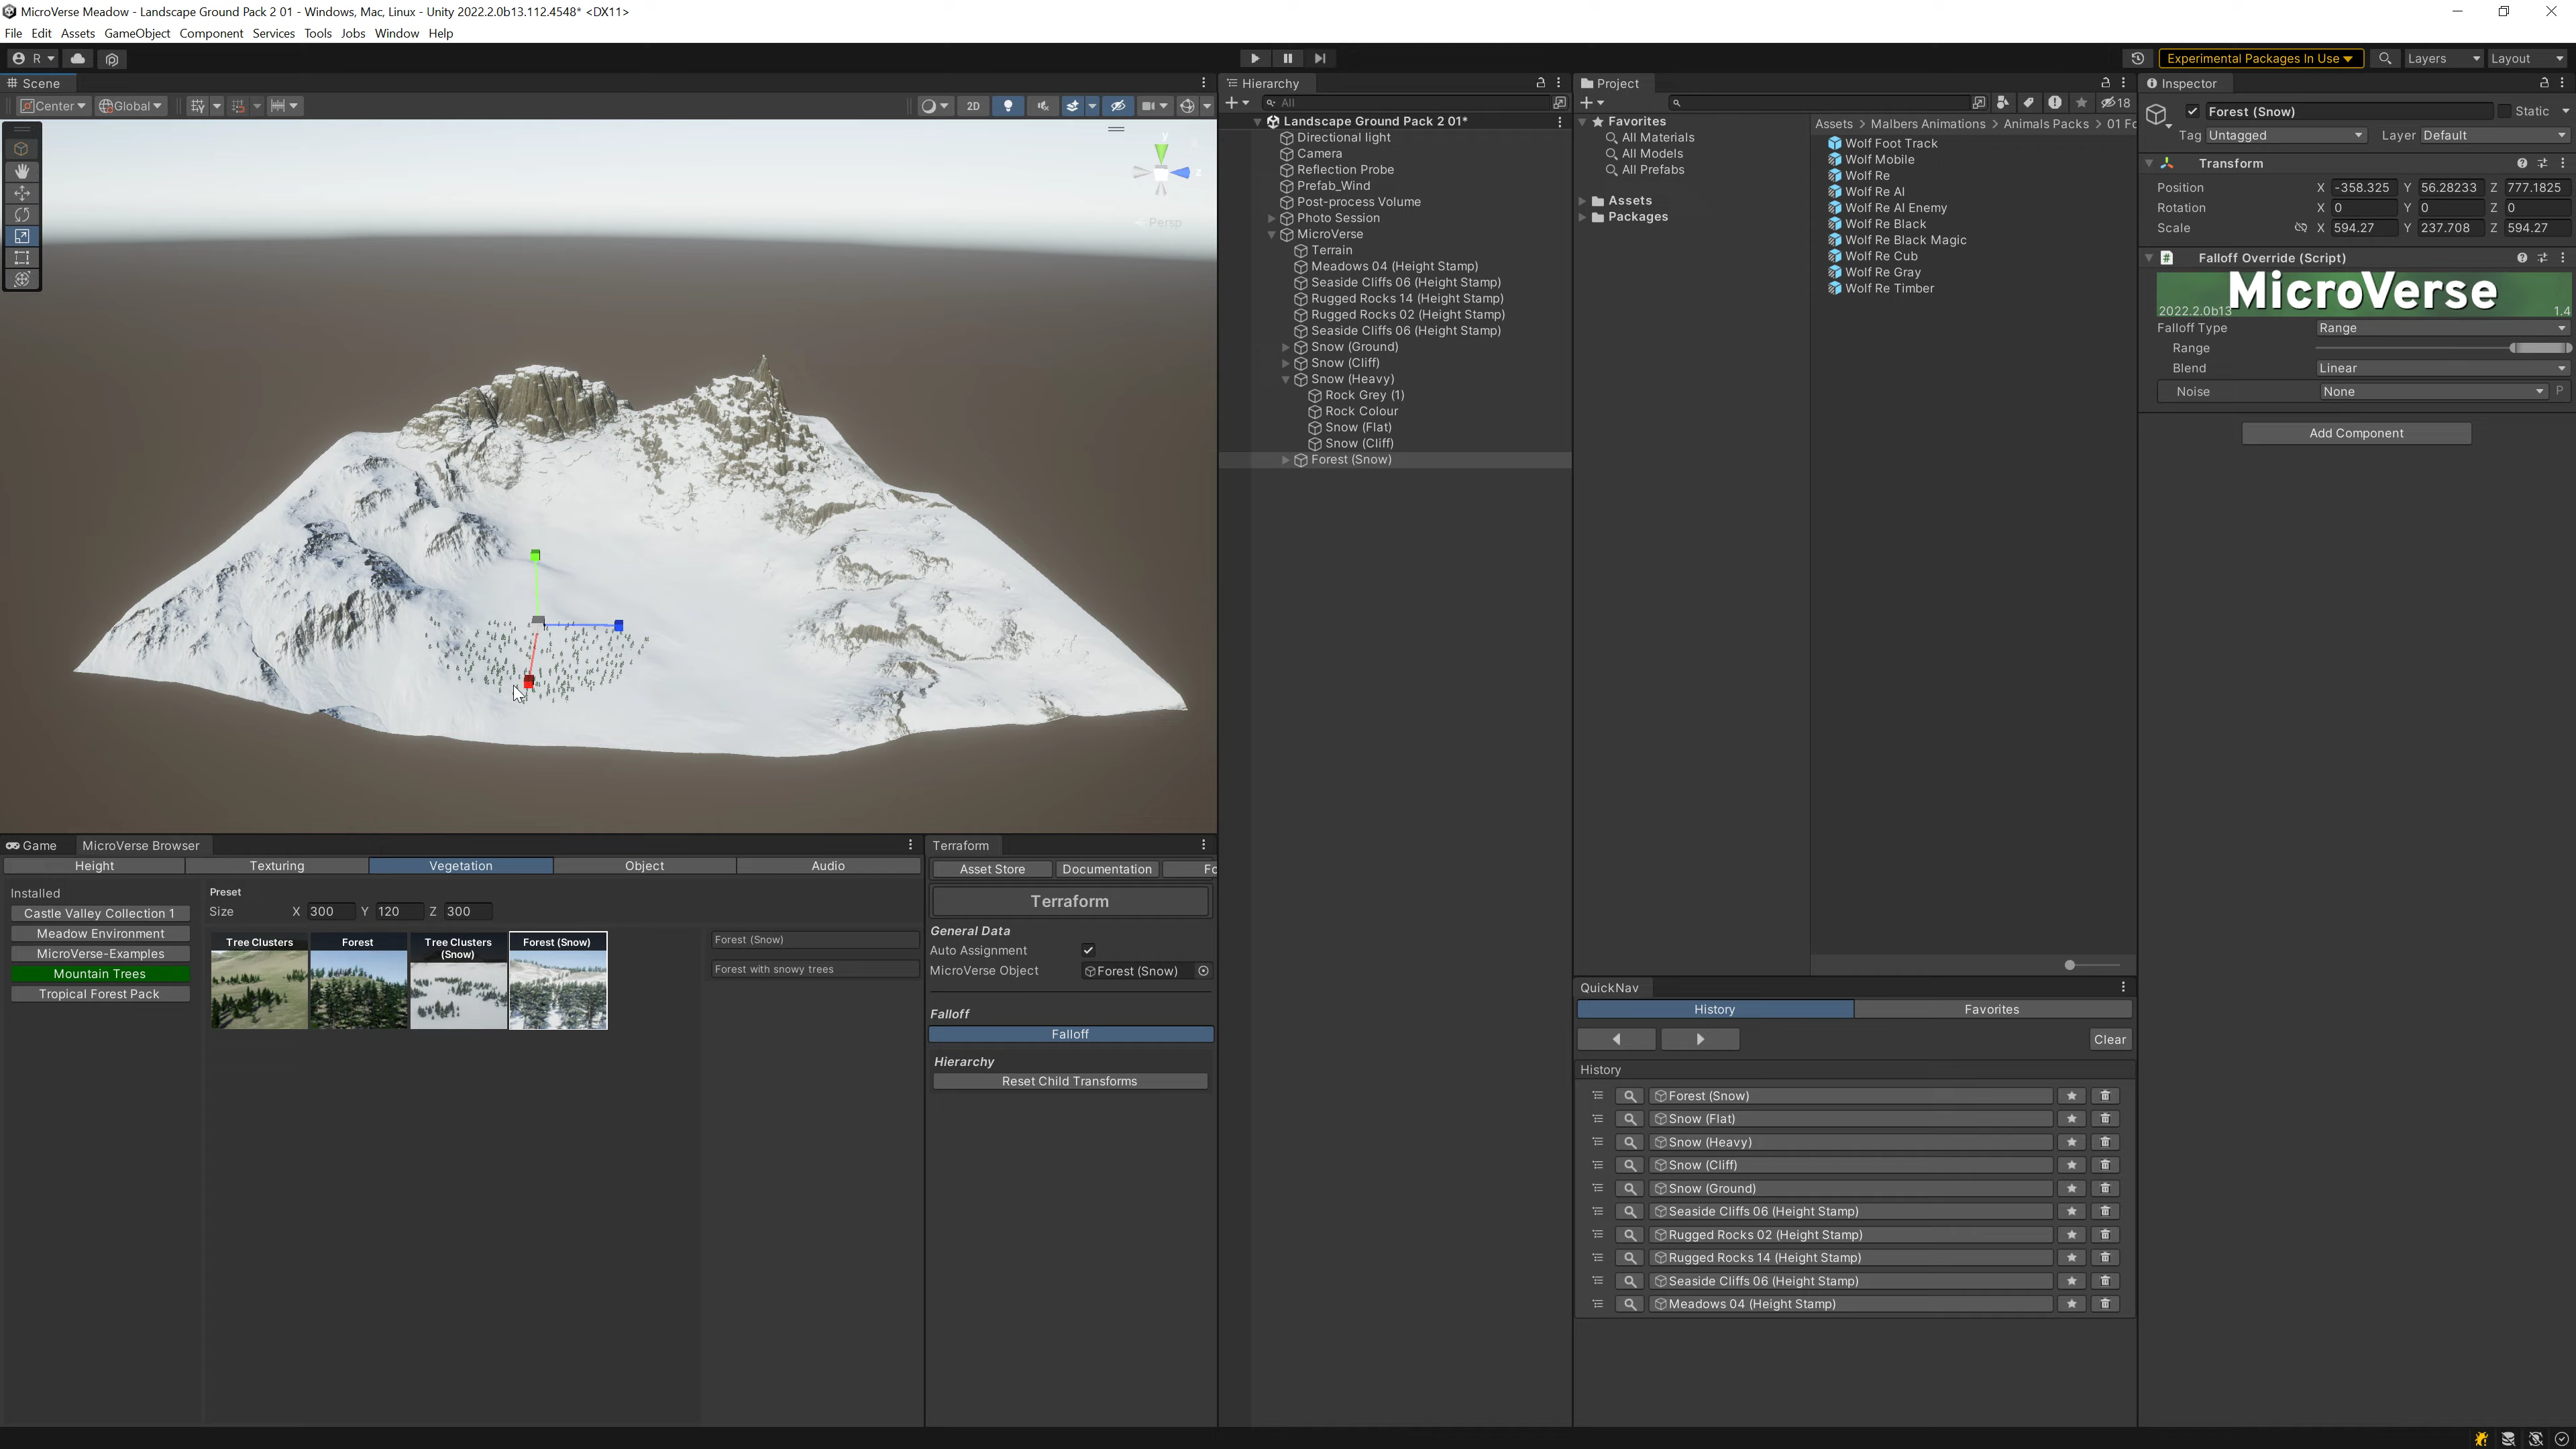 MicroVerse Meadow - Landscape Ground Pack 2 01 - Windows, Mac, Linux - Unity 2022.2.0b13.112.4548* <DX11>
File Edit Assets GameObject Component Services Tools Jobs Window Help
R
Experimental Packages In Use
Layers
Layout
Scene
Center
Global
2D
y
z
Persp
Hierarchy
All
Landscape Ground Pack 2 01*
Directional light
Camera
Reflection Probe
Prefab_Wind
Post-process Volume
Photo Session
MicroVerse
Terrain
Meadows 04 (Height Stamp)
Seaside Cliffs 06 (Height Stamp)
Rugged Rocks 14 (Height Stamp)
Rugged Rocks 02 (Height Stamp)
Seaside Cliffs 06 (Height Stamp)
Snow (Ground)
Snow (Cliff)
Snow (Heavy)
Rock Grey (1)
Rock Colour
Snow (Flat)
Snow (Cliff)
Forest (Snow)
Project
18
Favorites
All Materials
All Models
All Prefabs
Assets
Packages
Assets > Malbers Animations > Animals Packs > 01 Fo
Wolf Foot Track
Wolf Mobile
Wolf Re
Wolf Re AI
Wolf Re AI Enemy
Wolf Re Black
Wolf Re Black Magic
Wolf Re Cub
Wolf Re Gray
Wolf Re Timber
Inspector
Forest (Snow)
Static
Tag Untagged
Layer Default
Transform
Position X -358.325 Y 56.28233 Z 777.1825
Rotation X 0 Y 0 Z 0
Scale X 594.27 Y 237.708 Z 594.27
Falloff Override (Script)
MicroVerse
2022.2.0b13
1.4
Falloff Type Range
Range
Blend Linear
Noise None P
Add Component
Game
MicroVerse Browser
Height Texturing Vegetation Object Audio
Installed
Castle Valley Collection 1
Meadow Environment
MicroVerse-Examples
Mountain Trees
Tropical Forest Pack
Preset
Size X 300 Y 120 Z 300
Tree Clusters
Forest
Tree Clusters (Snow)
Forest (Snow)
Forest (Snow)
Forest with snowy trees
Terraform
Asset Store Documentation Fo
Terraform
General Data
Auto Assignment
MicroVerse Object Forest (Snow)
Falloff
Falloff
Hierarchy
Reset Child Transforms
QuickNav
History Favorites
Clear
History
Forest (Snow)
Snow (Flat)
Snow (Heavy)
Snow (Cliff)
Snow (Ground)
Seaside Cliffs 06 (Height Stamp)
Rugged Rocks 02 (Height Stamp)
Rugged Rocks 14 (Height Stamp)
Seaside Cliffs 06 (Height Stamp)
Meadows 04 (Height Stamp)